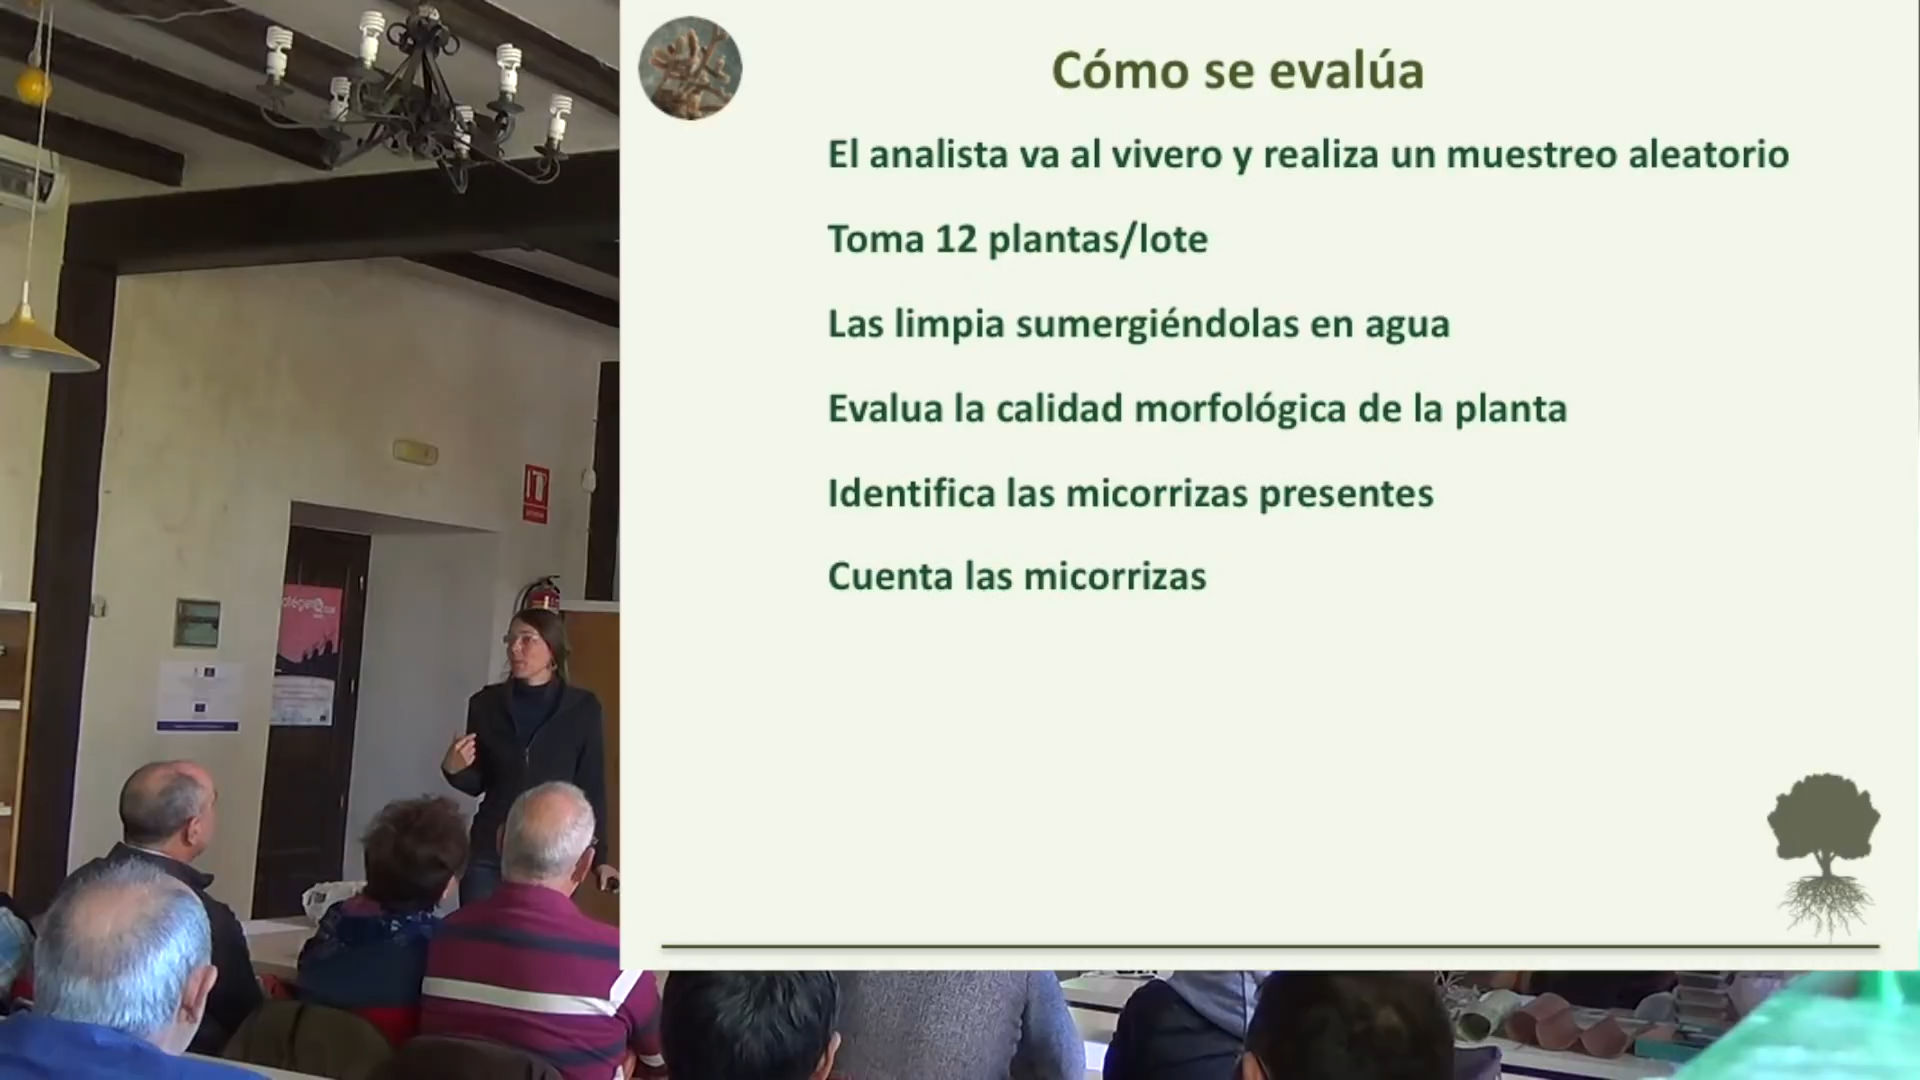 Cómo se evalúa
El analista va al vivero y realiza un muestreo aleatorio
Toma 12 plantas/lote
Las limpia sumergiéndolas en agua
Evalua la calidad morfológica de la planta
Identifica las micorrizas presentes
Cuenta las micorrizas